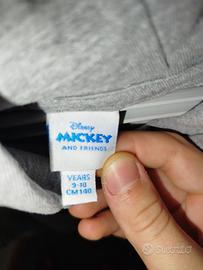 Disney
MICKEY
AND FRIENDS
YEARS
9-10
CM 140
Subito.it